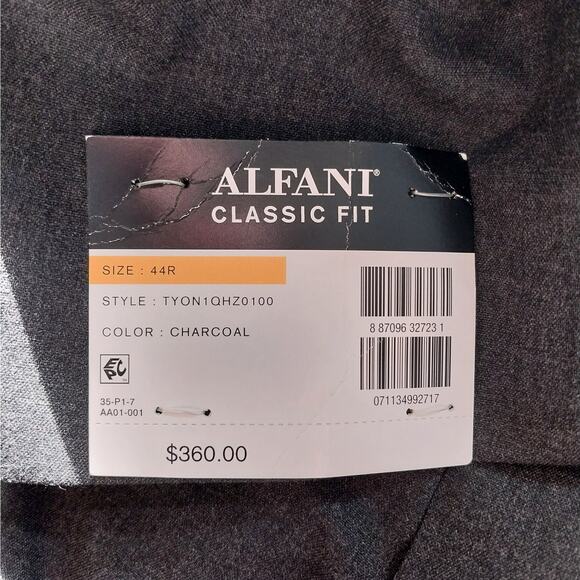 ALFANI®
CLASSIC FIT
SIZE : 44R
STYLE : TYON1QHZ0100
COLOR : CHARCOAL
8 87096 32723 1
EPC
071134992717
35-P1-7
AA01-001
$360.00